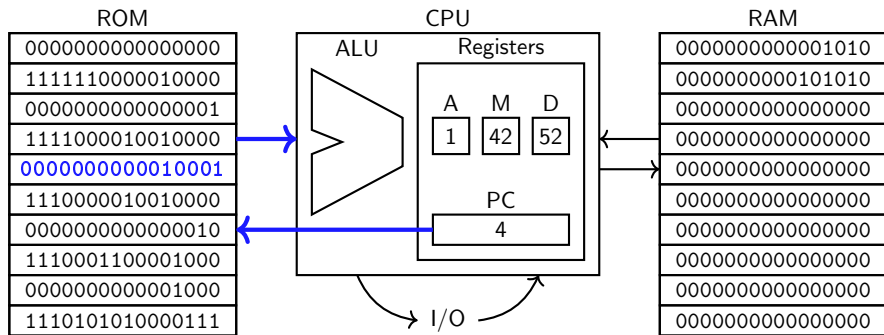 ROM
0000000000000000
1111110000010000
0000000000000001
1111000010010000
0000000000010001
1110000010010000
0000000000000010
1110001100001000
0000000000001000
1110101010000111
CPU
ALU
Registers
A M D
1 42 52
PC
4
I/O
RAM
0000000000001010
0000000000101010
0000000000000000
0000000000000000
0000000000000000
0000000000000000
0000000000000000
0000000000000000
0000000000000000
0000000000000000